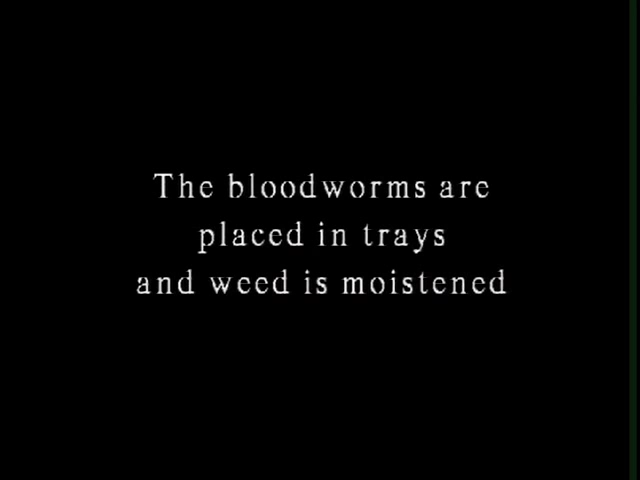 The bloodworms are
placed in trays
and weed is moistened